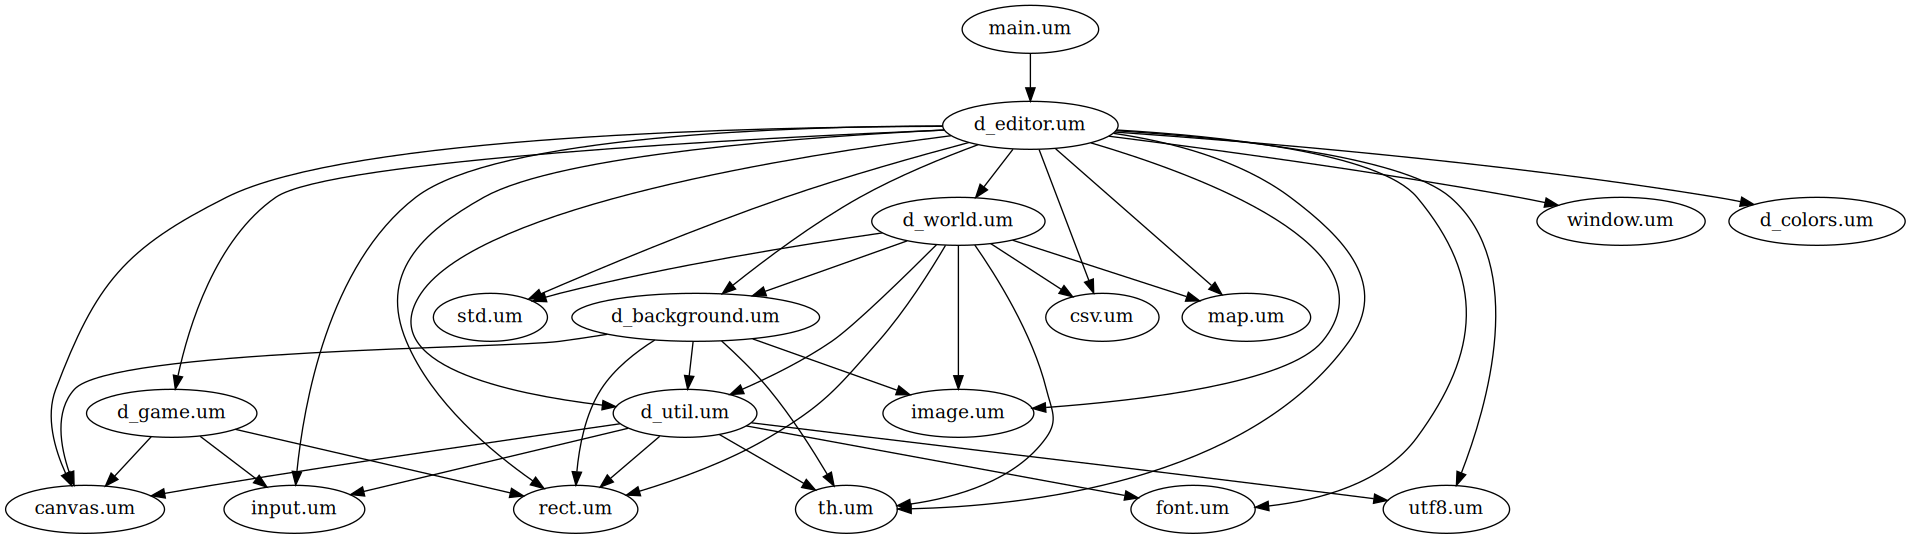 main.um
d_editor.um
d_world.um
window.um
d_colors.um
std.um
d_background.um
csv.um
map.um
d_game.um
d_util.um
image.um
canvas.um
input.um
rect.um
th.um
font.um
utf8.um